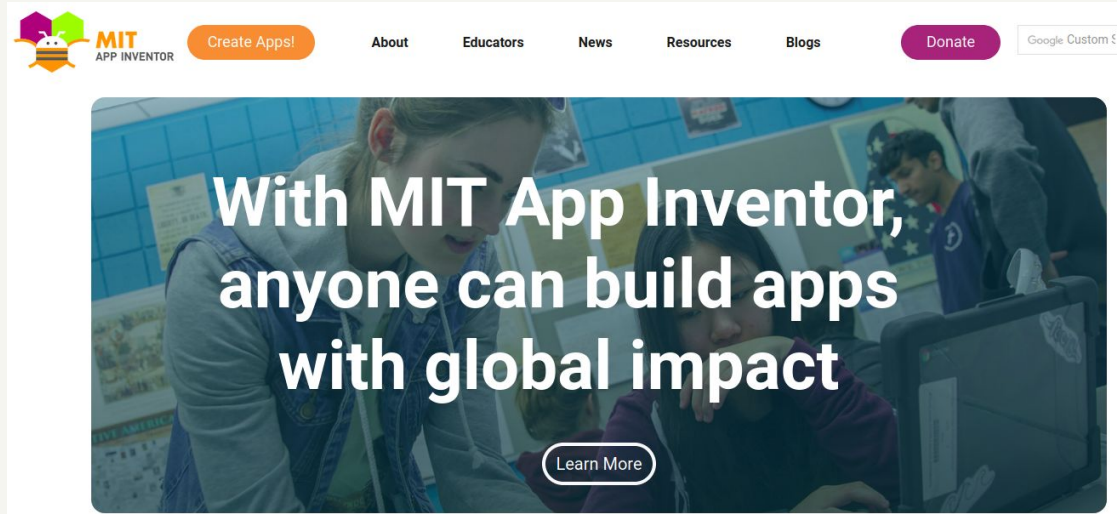 MIT
APP INVENTOR
Create Apps!
About
Educators
News
Resources
Blogs
Donate
Google Custom S
With MIT App Inventor,
anyone can build apps
with global impact
Learn More